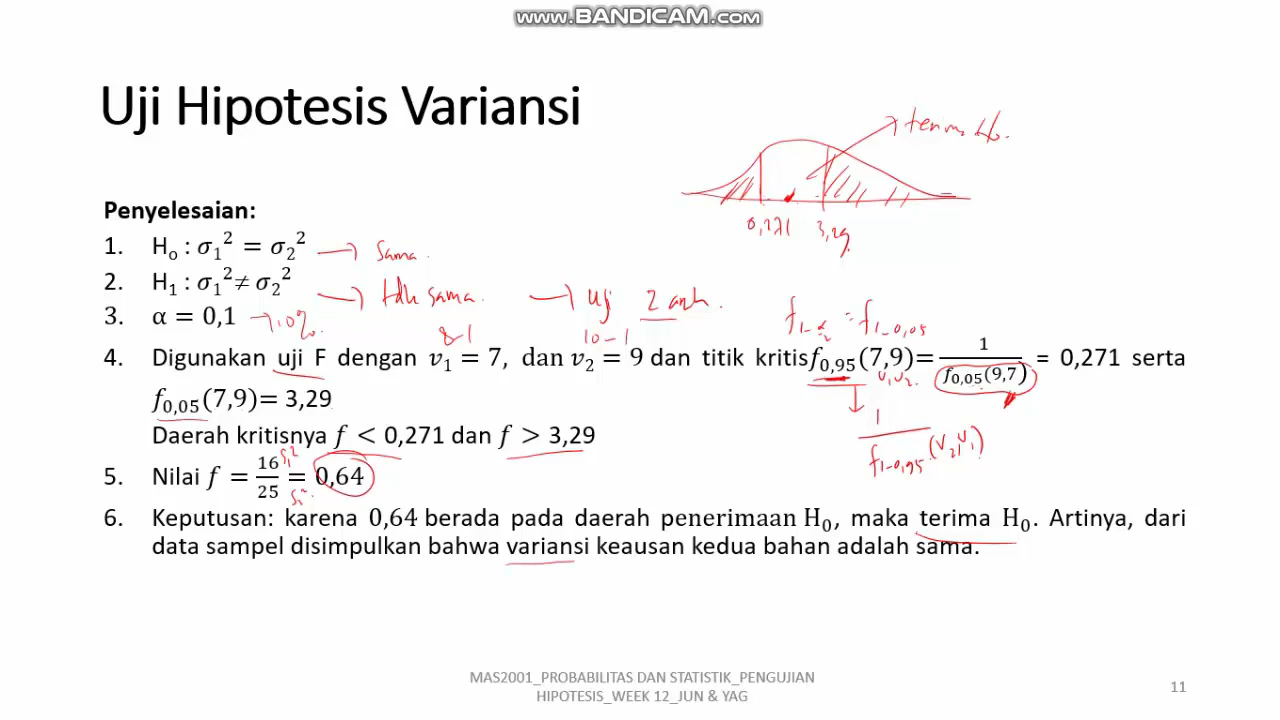 www.BANDICAM.com
Uji Hipotesis Variansi
H₀.
0,271 3,29
Penyelesaian:
1. H₀ : σ₁² = σ₂² → sama.
2. H₁ : σ₁² ≠ σ₂² → tdk sama. → uji 2 arah.
3. α = 0,1 → 10%.
f₁₋α/₂ = f₁₋₀,₀₅
8-1 10-1
4. Digunakan uji F dengan v₁ = 7, dan v₂ = 9 dan titik kritis f₀,₉₅(7,9) = 1/f₀,₀₅(9,7) = 0,271 serta
v₁ v₂.
f₀,₀₅(7,9) = 3,29
1/f₁₋₀,₉₅ (v₂,v₁)
Daerah kritisnya f < 0,271 dan f > 3,29
5. Nilai f = 16/25 = 0,64
S₁²
S₂²
6. Keputusan: karena 0,64 berada pada daerah penerimaan H₀, maka terima H₀. Artinya, dari
data sampel disimpulkan bahwa variansi keausan kedua bahan adalah sama.
MAS2001_PROBABILITAS DAN STATISTIK_PENGUJIAN
HIPOTESIS_WEEK 12_JUN & YAG
11